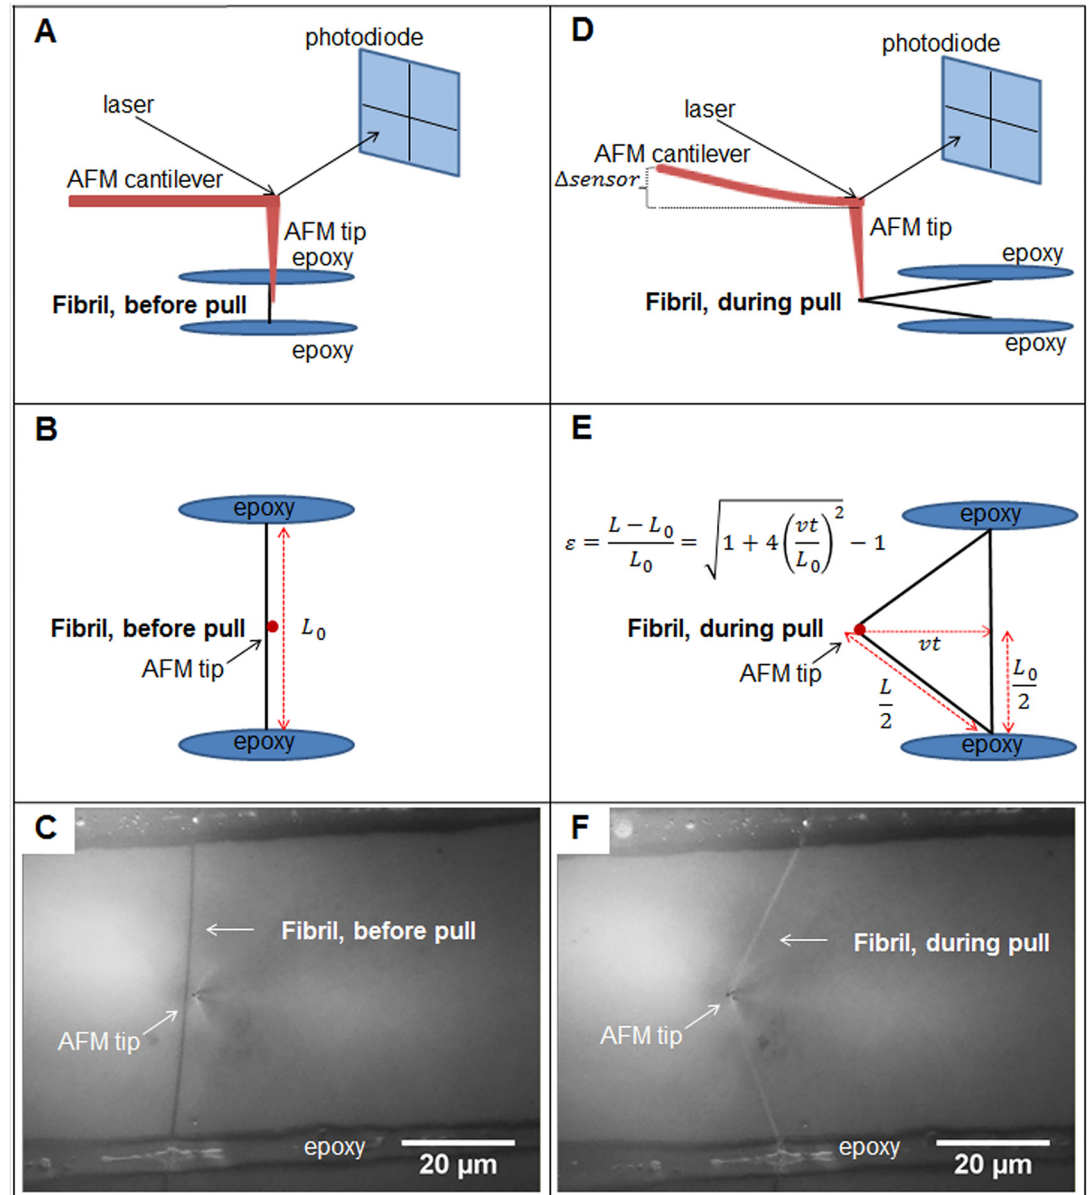 A
photodiode
laser
AFM cantilever
AFM tip
epoxy
Fibril, before pull
epoxy
D
photodiode
laser
AFM cantilever
Δsensor
AFM tip
epoxy
Fibril, during pull
epoxy
B
epoxy
Fibril, before pull
L₀
AFM tip
epoxy
E
epoxy
ε = (L − L₀)/L₀ = √(1 + 4(vt/L₀)²) − 1
Fibril, during pull
vt
AFM tip
L/2
L₀/2
epoxy
C
Fibril, before pull
AFM tip
epoxy
20 µm
F
Fibril, during pull
AFM tip
epoxy
20 µm